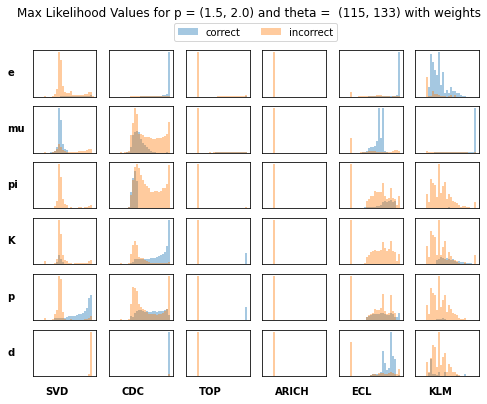 Max Likelihood Values for p = (1.5, 2.0) and theta =  (115, 133) with weights
correct incorrect
e
mu
pi
K
p
d
SVD CDC TOP ARICH ECL KLM